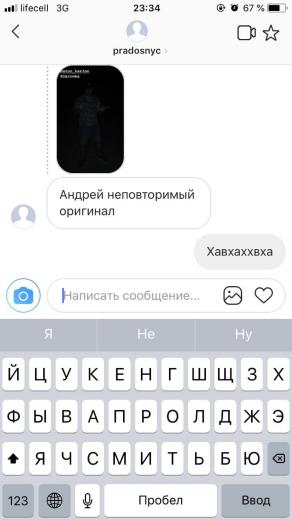 lifecell 3G 23:34 67 %
pradosnyc
Андрей неповторимый
оригинал
Хавхаххвха
Написать сообщение...
Я Не Ну
Й Ц У К Е Н Г Ш Щ З Х
Ф Ы В А П Р О Л Д Ж Э
Я Ч С М И Т Ь Б Ю
123 Пробел Ввод